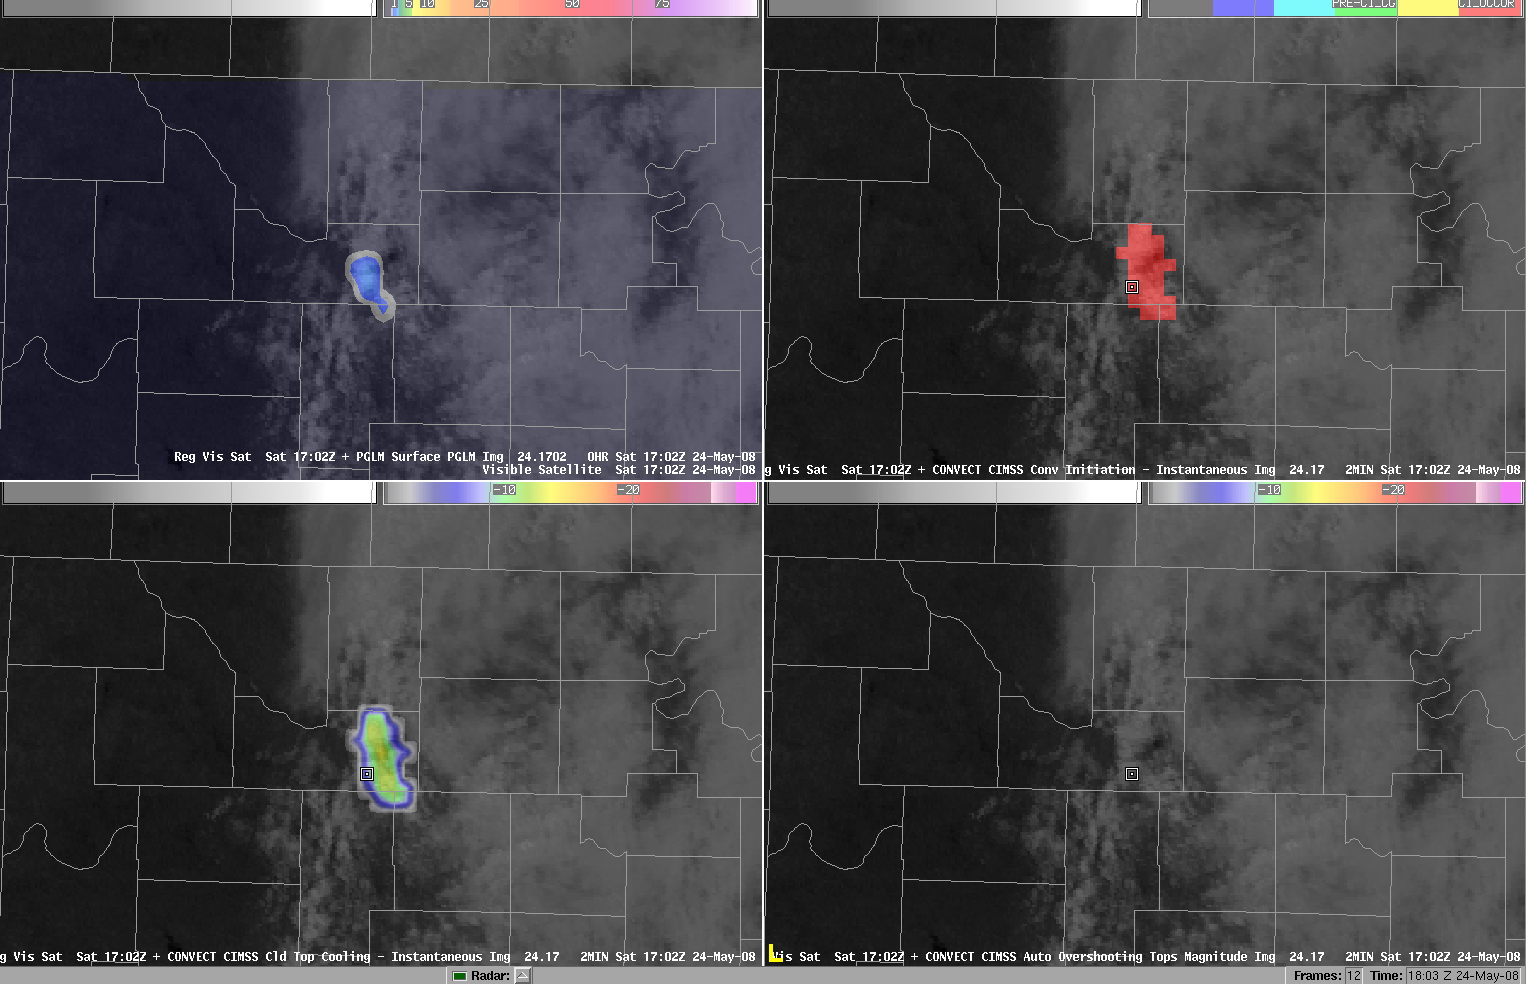 1 5 10 25 50 75
PRE-CI_CG CI_OCCUR
Reg Vis Sat Sat 17:02Z + PGLM Surface PGLM Img 24.1702 0HR Sat 17:02Z 24-May-08
Visible Satellite Sat 17:02Z 24-May-08
g Vis Sat Sat 17:02Z + CONVECT CIMSS Conv Initiation - Instantaneous Img 24.17 2MIN Sat 17:02Z 24-May-08
-10 -20
-10 -20
g Vis Sat Sat 17:02Z + CONVECT CIMSS Cld Top Cooling - Instantaneous Img 24.17 2MIN Sat 17:02Z 24-May-08
Vis Sat Sat 17:02Z + CONVECT CIMSS Auto Overshooting Tops Magnitude Img 24.17 2MIN Sat 17:02Z 24-May-08
Radar:
Frames: 12 Time: 18:03 Z 24-May-08